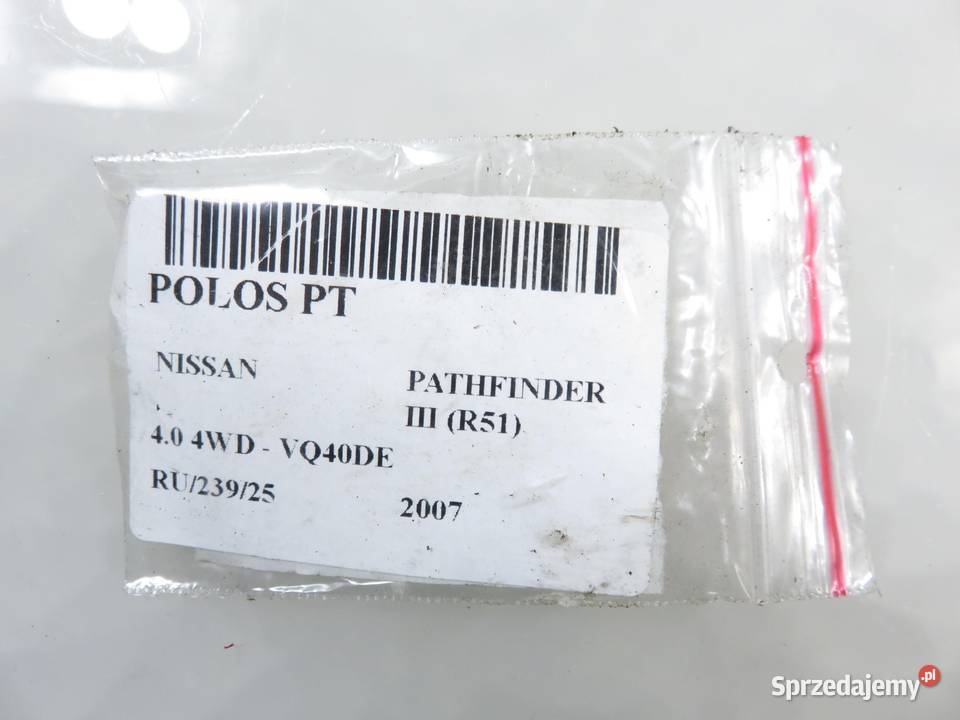 POLOS PT
NISSAN
PATHFINDER
III (R51)
4.0 4WD - VQ40DE
RU/239/25
2007
Sprzedajemy.pl